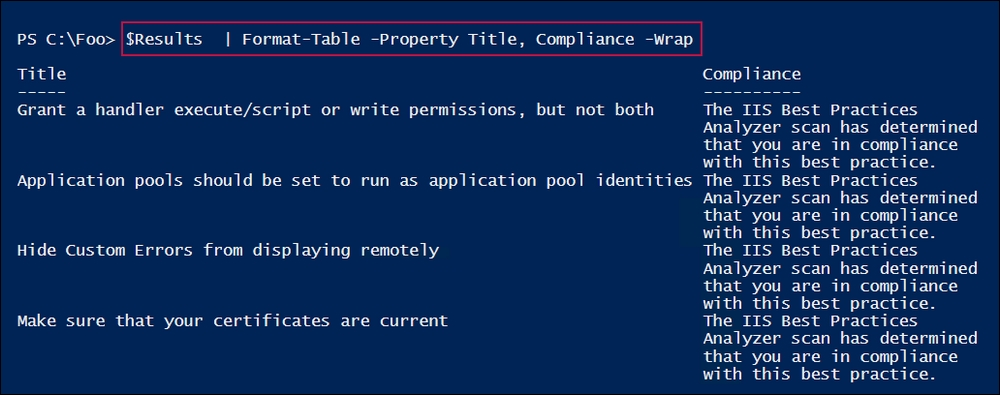 PS C:\Foo> $Results  | Format-Table -Property Title, Compliance -Wrap
Title Compliance
----- ----------
Grant a handler execute/script or write permissions, but not both The IIS Best Practices
Analyzer scan has determined
that you are in compliance
with this best practice.
Application pools should be set to run as application pool identities The IIS Best Practices
Analyzer scan has determined
that you are in compliance
with this best practice.
Hide Custom Errors from displaying remotely The IIS Best Practices
Analyzer scan has determined
that you are in compliance
with this best practice.
Make sure that your certificates are current The IIS Best Practices
Analyzer scan has determined
that you are in compliance
with this best practice.